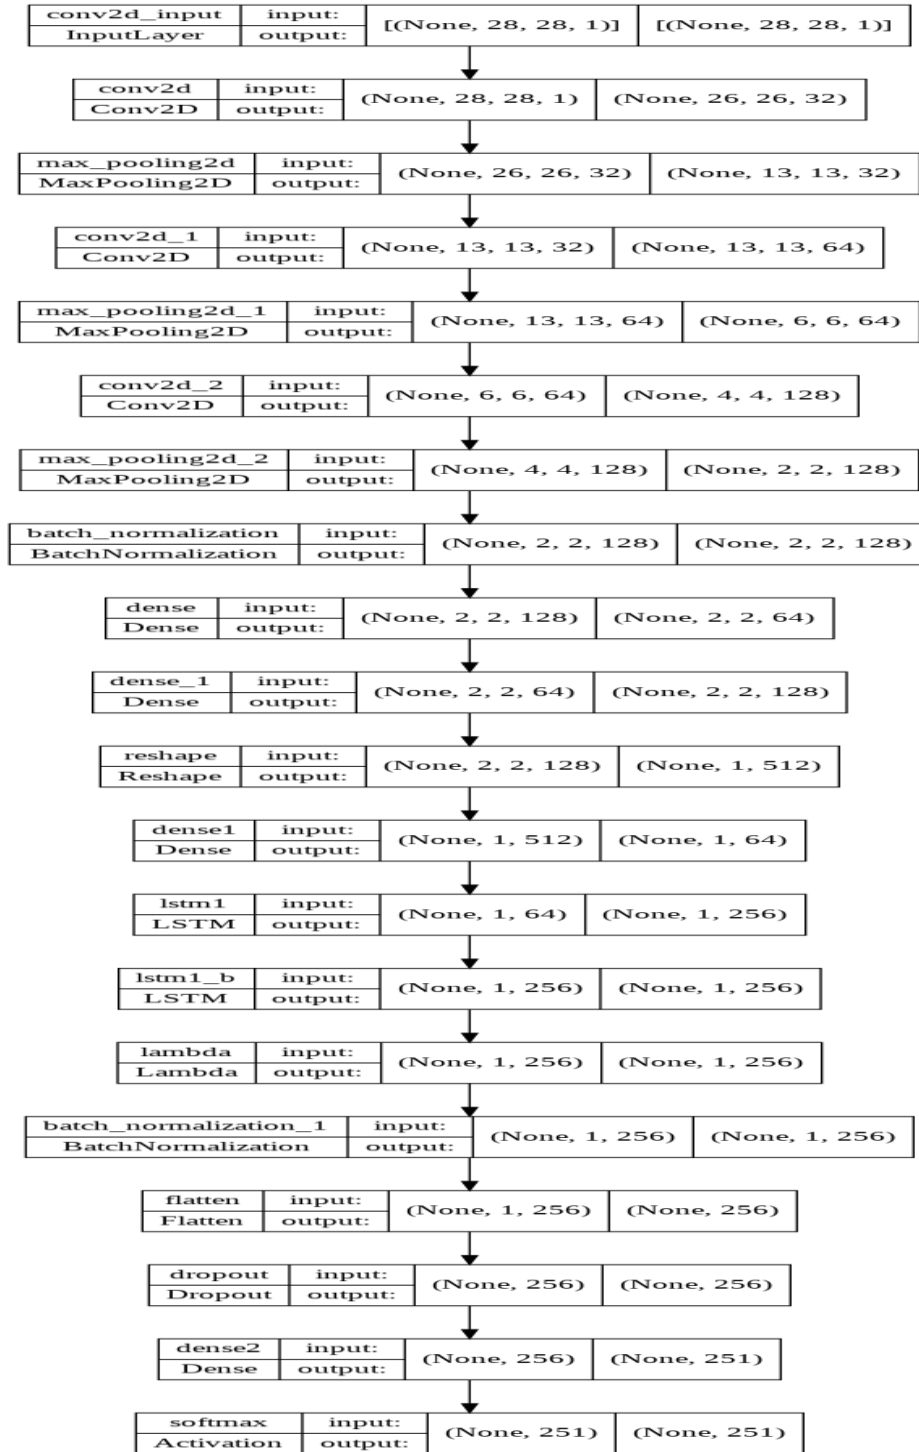 conv2d_input input: [(None, 28, 28, 1)] [(None, 28, 28, 1)]
InputLayer output:
conv2d input: (None, 28, 28, 1) (None, 26, 26, 32)
Conv2D output:
max_pooling2d input: (None, 26, 26, 32) (None, 13, 13, 32)
MaxPooling2D output:
conv2d_1 input: (None, 13, 13, 32) (None, 13, 13, 64)
Conv2D output:
max_pooling2d_1 input: (None, 13, 13, 64) (None, 6, 6, 64)
MaxPooling2D output:
conv2d_2 input: (None, 6, 6, 64) (None, 4, 4, 128)
Conv2D output:
max_pooling2d_2 input: (None, 4, 4, 128) (None, 2, 2, 128)
MaxPooling2D output:
batch_normalization input: (None, 2, 2, 128) (None, 2, 2, 128)
BatchNormalization output:
dense input: (None, 2, 2, 128) (None, 2, 2, 64)
Dense output:
dense_1 input: (None, 2, 2, 64) (None, 2, 2, 128)
Dense output:
reshape input: (None, 2, 2, 128) (None, 1, 512)
Reshape output:
dense1 input: (None, 1, 512) (None, 1, 64)
Dense output:
lstm1 input: (None, 1, 64) (None, 1, 256)
LSTM output:
lstm1_b input: (None, 1, 256) (None, 1, 256)
LSTM output:
lambda input: (None, 1, 256) (None, 1, 256)
Lambda output:
batch_normalization_1 input: (None, 1, 256) (None, 1, 256)
BatchNormalization output:
flatten input: (None, 1, 256) (None, 256)
Flatten output:
dropout input: (None, 256) (None, 256)
Dropout output:
dense2 input: (None, 256) (None, 251)
Dense output:
softmax input: (None, 251) (None, 251)
Activation output: